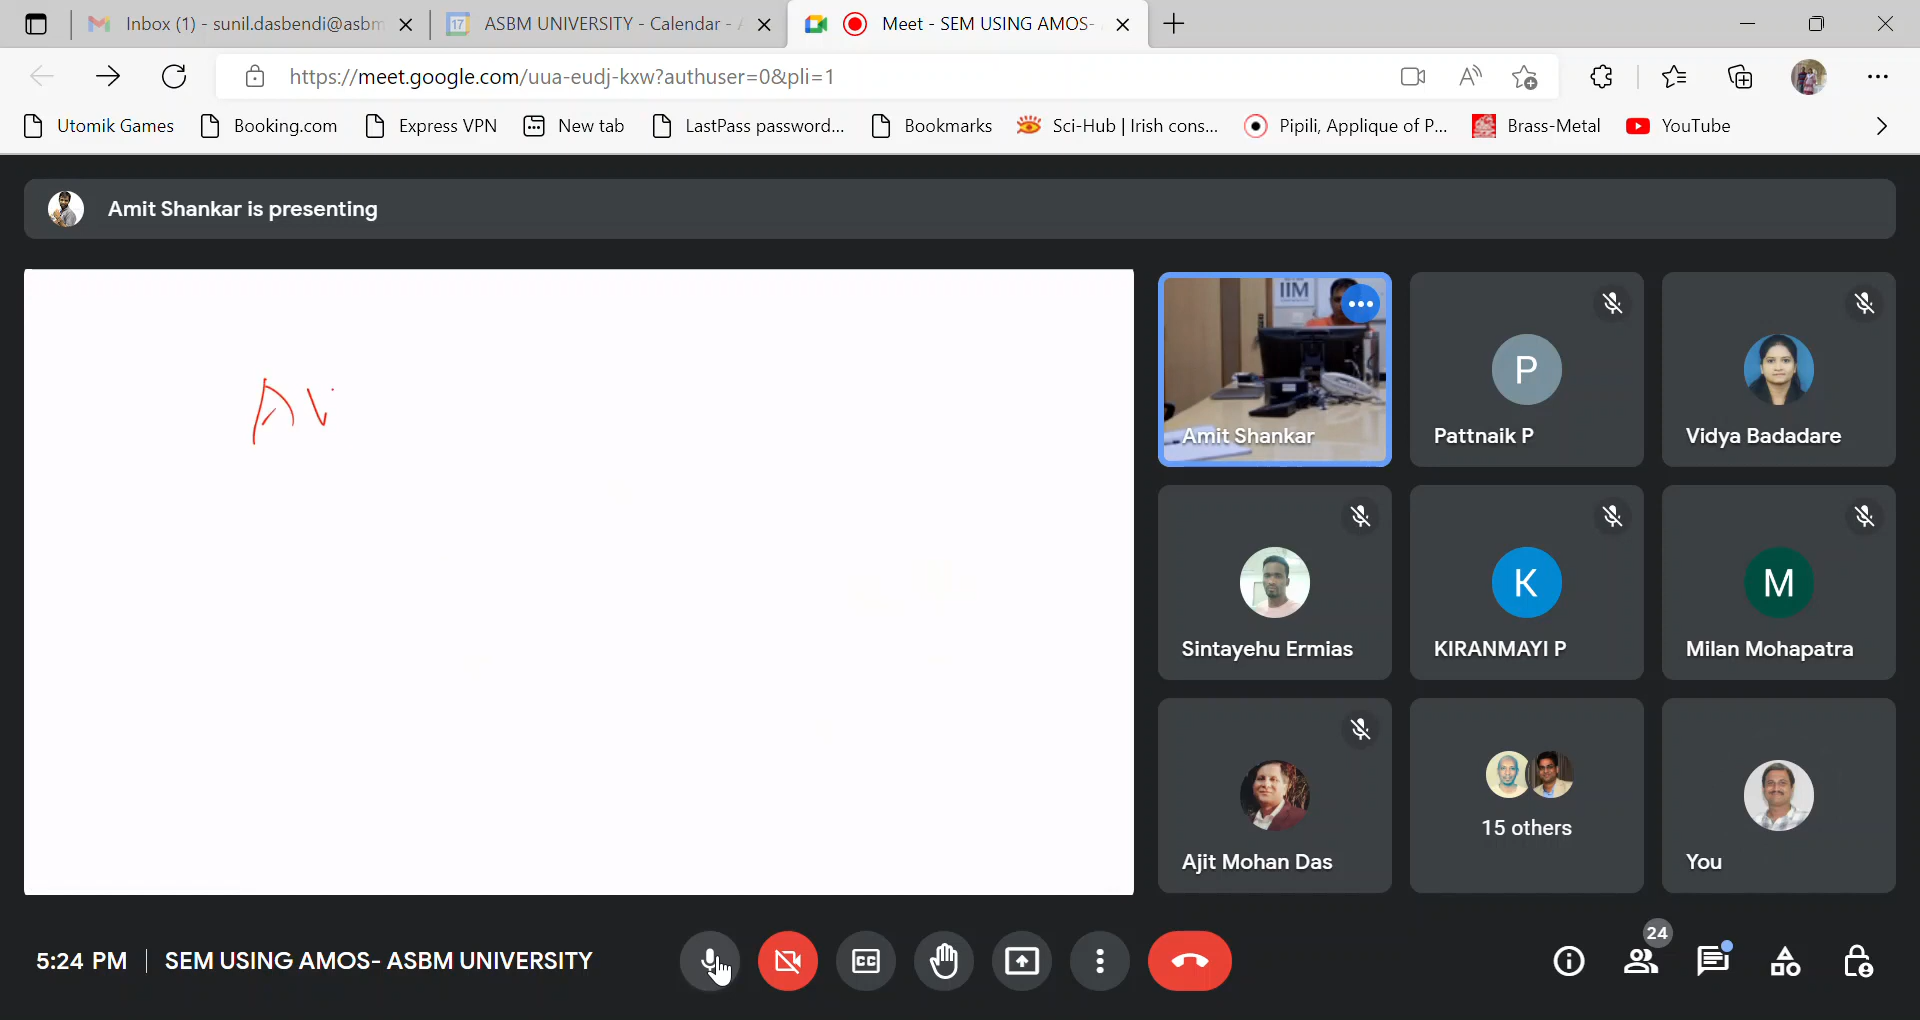 Inbox (1) - sunil.dasbendi@asbm
ASBM UNIVERSITY - Calendar - A
Meet - SEM USING AMOS-
https://meet.google.com/uua-eudj-kxw?authuser=0&pli=1
Utomik Games
Booking.com
Express VPN
New tab
LastPass password...
Bookmarks
Sci-Hub | Irish cons...
Pipili, Applique of P...
Brass-Metal
YouTube
Amit Shankar is presenting
IIM
Amit Shankar
P
Pattnaik P
Vidya Badadare
Sintayehu Ermias
K
KIRANMAYI P
M
Milan Mohapatra
Ajit Mohan Das
15 others
You
5:24 PM | SEM USING AMOS- ASBM UNIVERSITY
CC
24